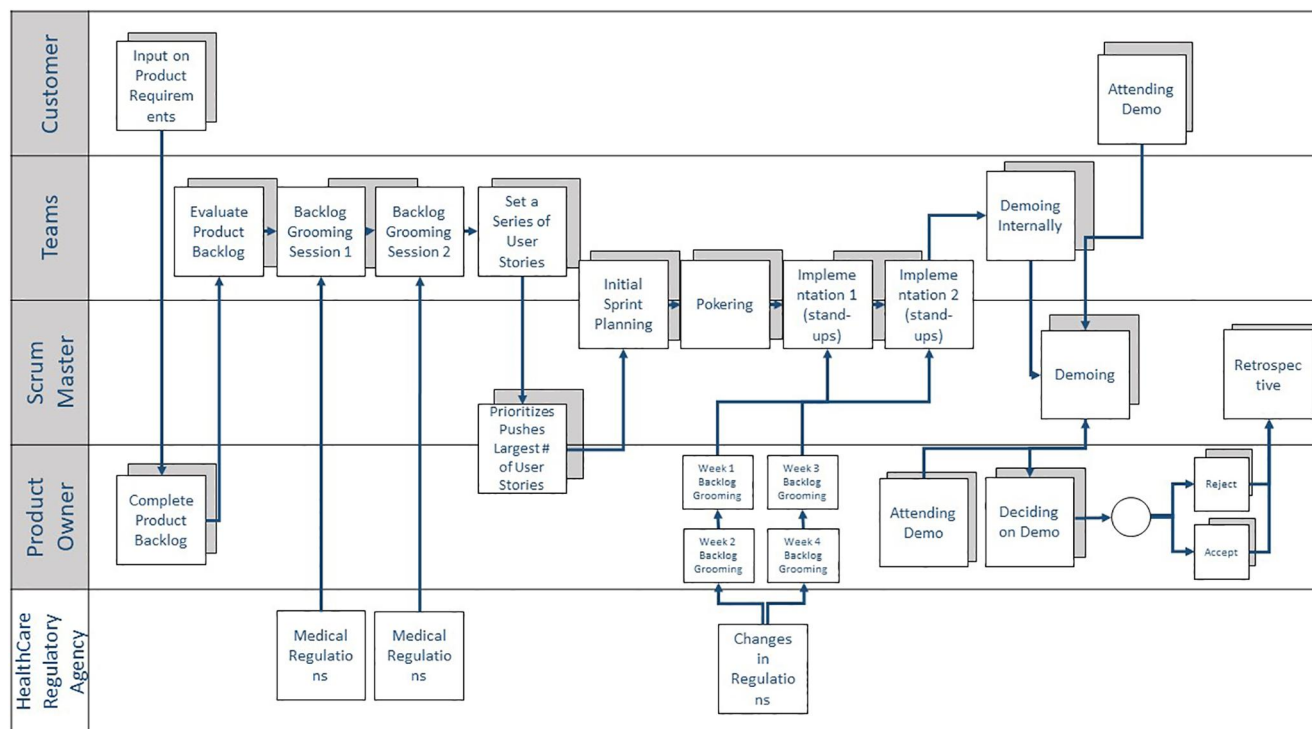 Customer
Input on
Product
Requirem
ents
Attending
Demo
Teams
Evaluate
Product
Backlog
Backlog
Grooming
Session 1
Backlog
Grooming
Session 2
Set a
Series of
User
Stories
Initial
Sprint
Planning
Pokering
Impleme
ntation 1
(stand-
ups)
Impleme
ntation 2
(stand-
ups)
Demoing
Internally
Scrum
Master
Prioritizes
Pushes
Largest #
of User
Stories
Demoing
Retrospec
tive
Product
Owner
Complete
Product
Backlog
Week 1
Backlog
Grooming
Week 3
Backlog
Grooming
Week 2
Backlog
Grooming
Week 4
Backlog
Grooming
Attending
Demo
Deciding
on Demo
Reject
Accept
HealthCare
Regulatory
Agency
Medical
Regulatio
ns
Medical
Regulatio
ns
Changes
in
Regulatio
ns